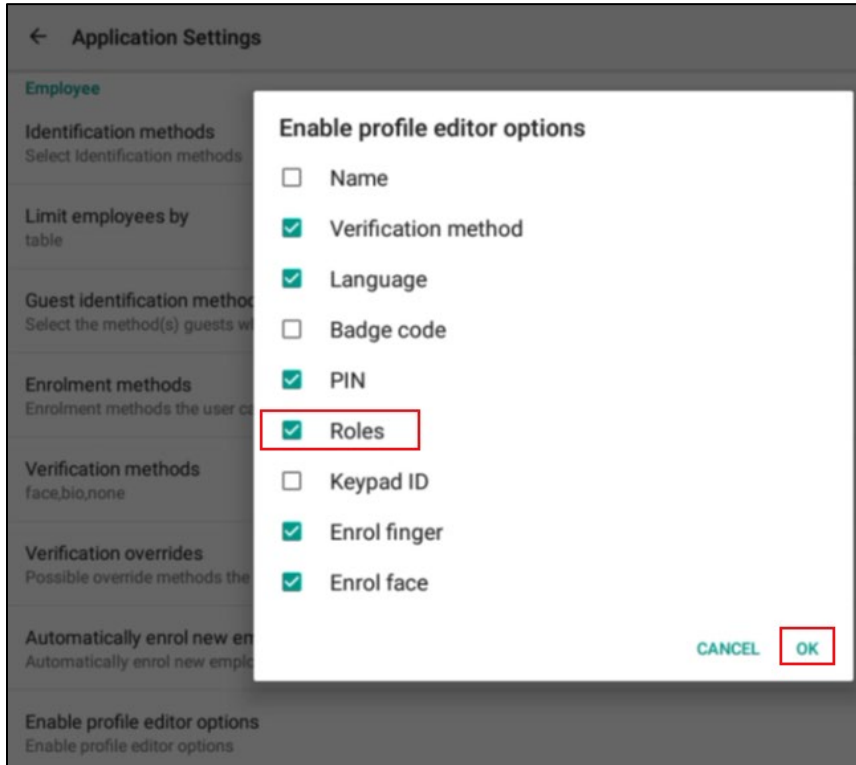 Application Settings
Employee
Identification methods
Select Identification methods
Limit employees by
table
Guest identification
Select the method(s) guests
Enrolment methods
Enrolment methods the user
Verification methods
face,bio,none
Verification overrides
Possible override methods the
Automatically enrol new
Automatically enrol new
Enable profile editor options
Enable profile editor options
Enable profile editor options
Name
Verification method
Language
Badge code
PIN
Roles
Keypad ID
Enrol finger
Enrol face
CANCEL OK